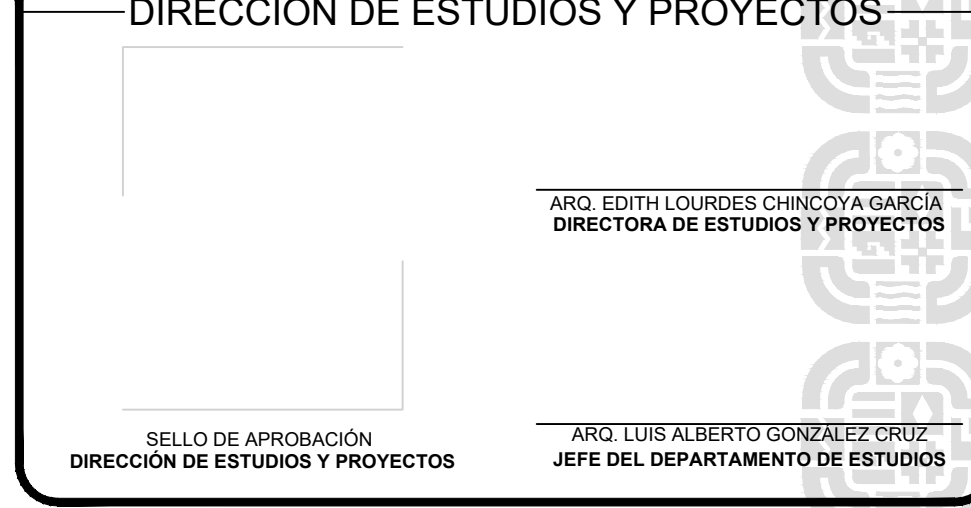 DIRECCIÓN DE ESTUDIOS Y PROYECTOS
ARQ. EDITH LOURDES CHINCOYA GARCÍA
DIRECTORA DE ESTUDIOS Y PROYECTOS
SELLO DE APROBACIÓN
DIRECCIÓN DE ESTUDIOS Y PROYECTOS
ARQ. LUIS ALBERTO GONZÁLEZ CRUZ
JEFE DEL DEPARTAMENTO DE ESTUDIOS